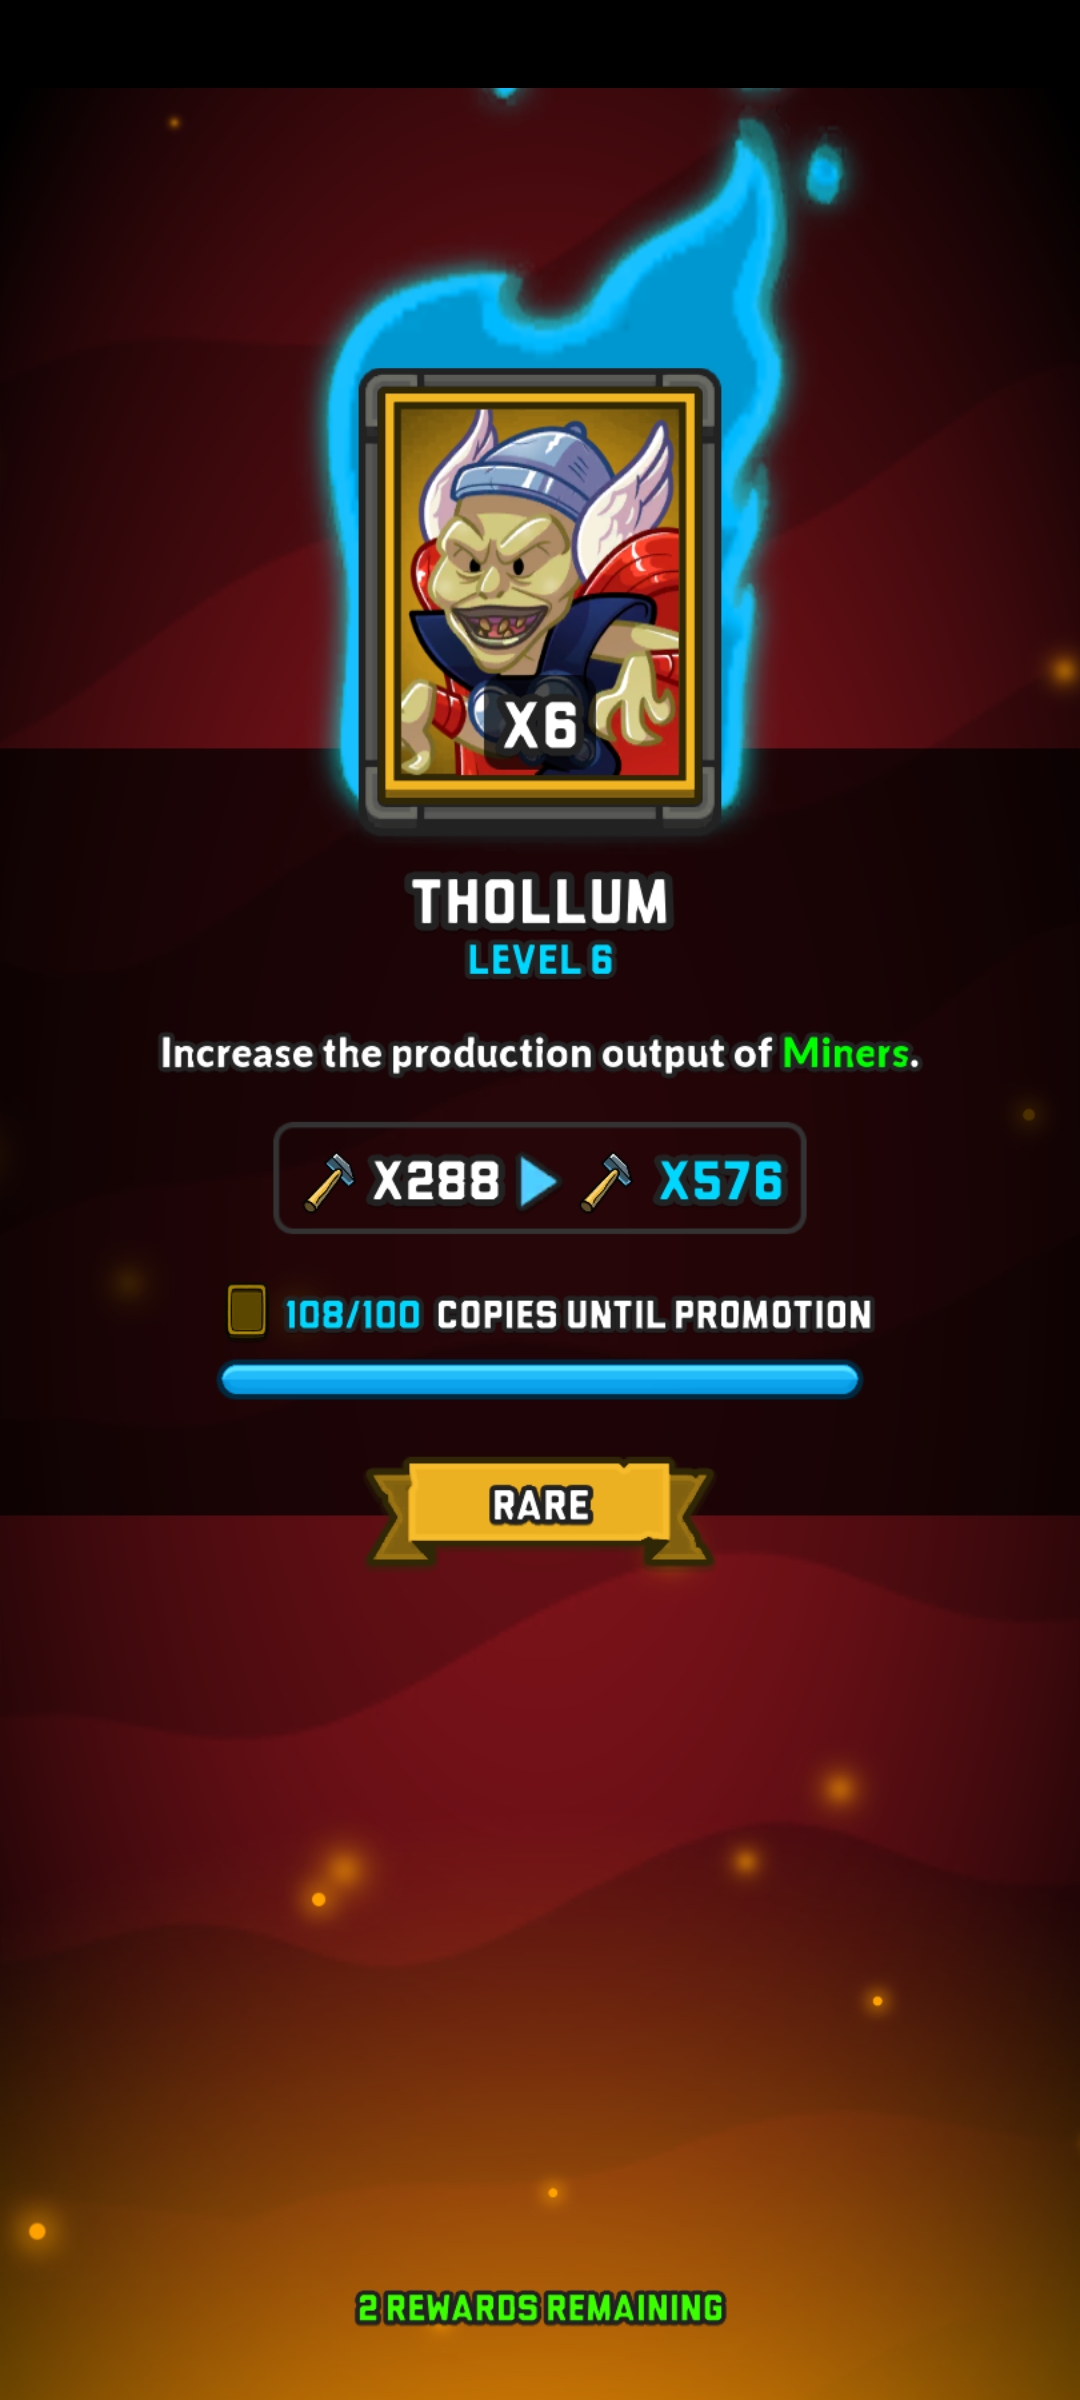 X6
THOLLUM
LEVEL 6
Increase the production output of Miners.
X288 X576
108/100 COPIES UNTIL PROMOTION
RARE
2 REWARDS REMAINING